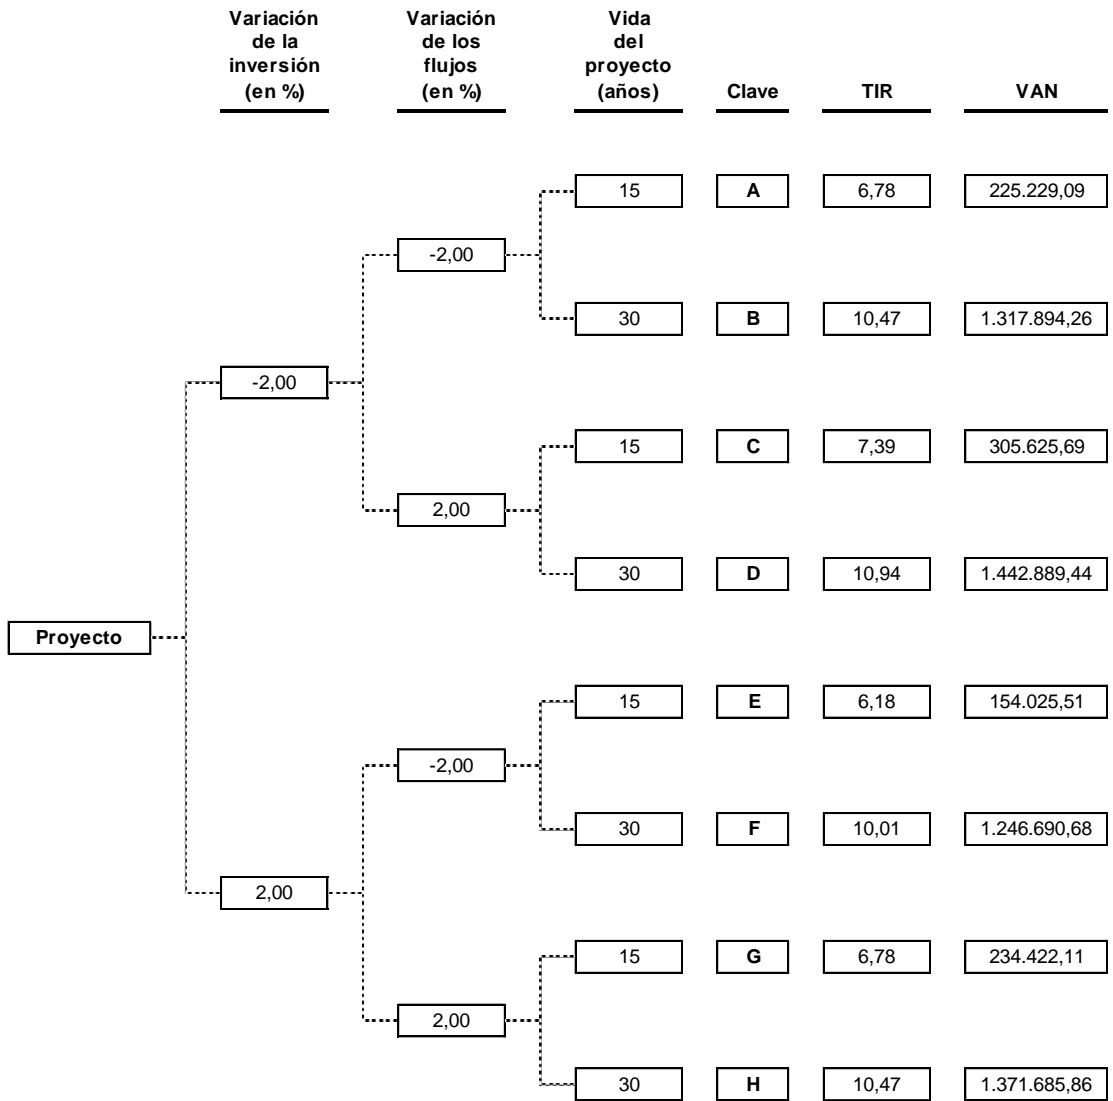 Variación
de la
inversión
(en %)
Variación
de los
flujos
(en %)
Vida
del
proyecto
(años)
Clave
TIR
VAN
15 A 6,78 225.229,09
-2,00
30 B 10,47 1.317.894,26
-2,00
15 C 7,39 305.625,69
2,00
30 D 10,94 1.442.889,44
Proyecto
15 E 6,18 154.025,51
-2,00
30 F 10,01 1.246.690,68
2,00
15 G 6,78 234.422,11
2,00
30 H 10,47 1.371.685,86